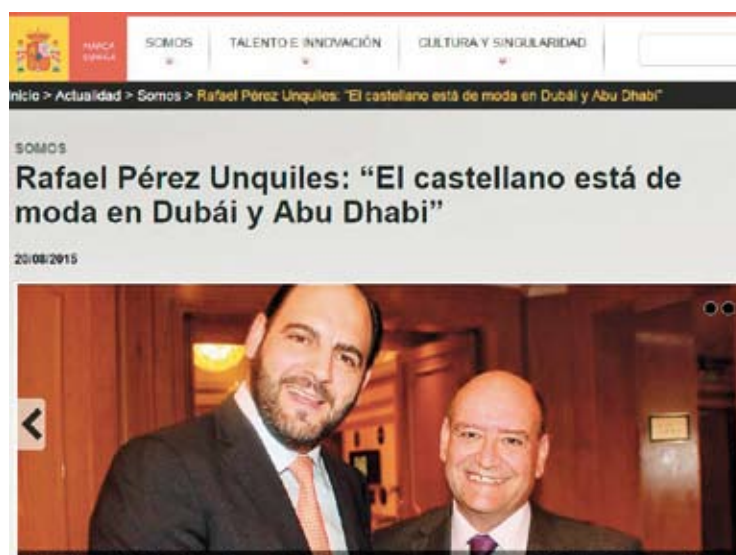 MARCA
ESPAÑA
SOMOS
TALENTO E INNOVACIÓN
CULTURA Y SINGULARIDAD
nicio > Actualidad > Somos > Rafael Pérez Unquiles: "El castellano está de moda en Dubái y Abu Dhabi"
SOMOS
Rafael Pérez Unquiles: “El castellano está de
moda en Dubái y Abu Dhabi”
20/08/2015